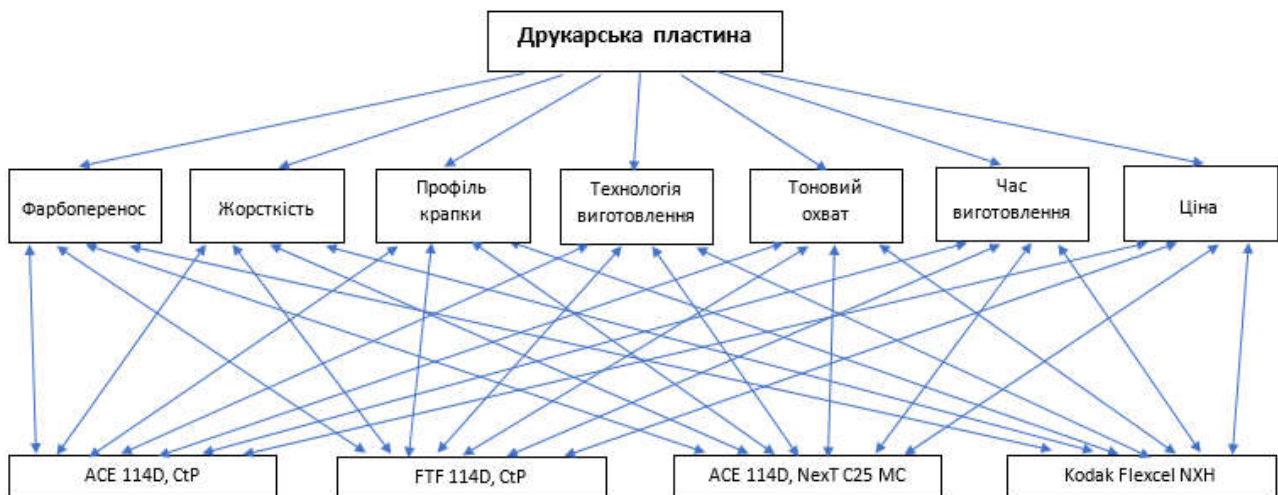 Друкарська пластина
Фарбоперенос
Жорсткість
Профіль
крапки
Технологія
виготовлення
Тоновий
охват
Час
виготовлення
Ціна
ACE 114D, CtP
FTF 114D, CtP
ACE 114D, NexT C25 MC
Kodak Flexcel NXH